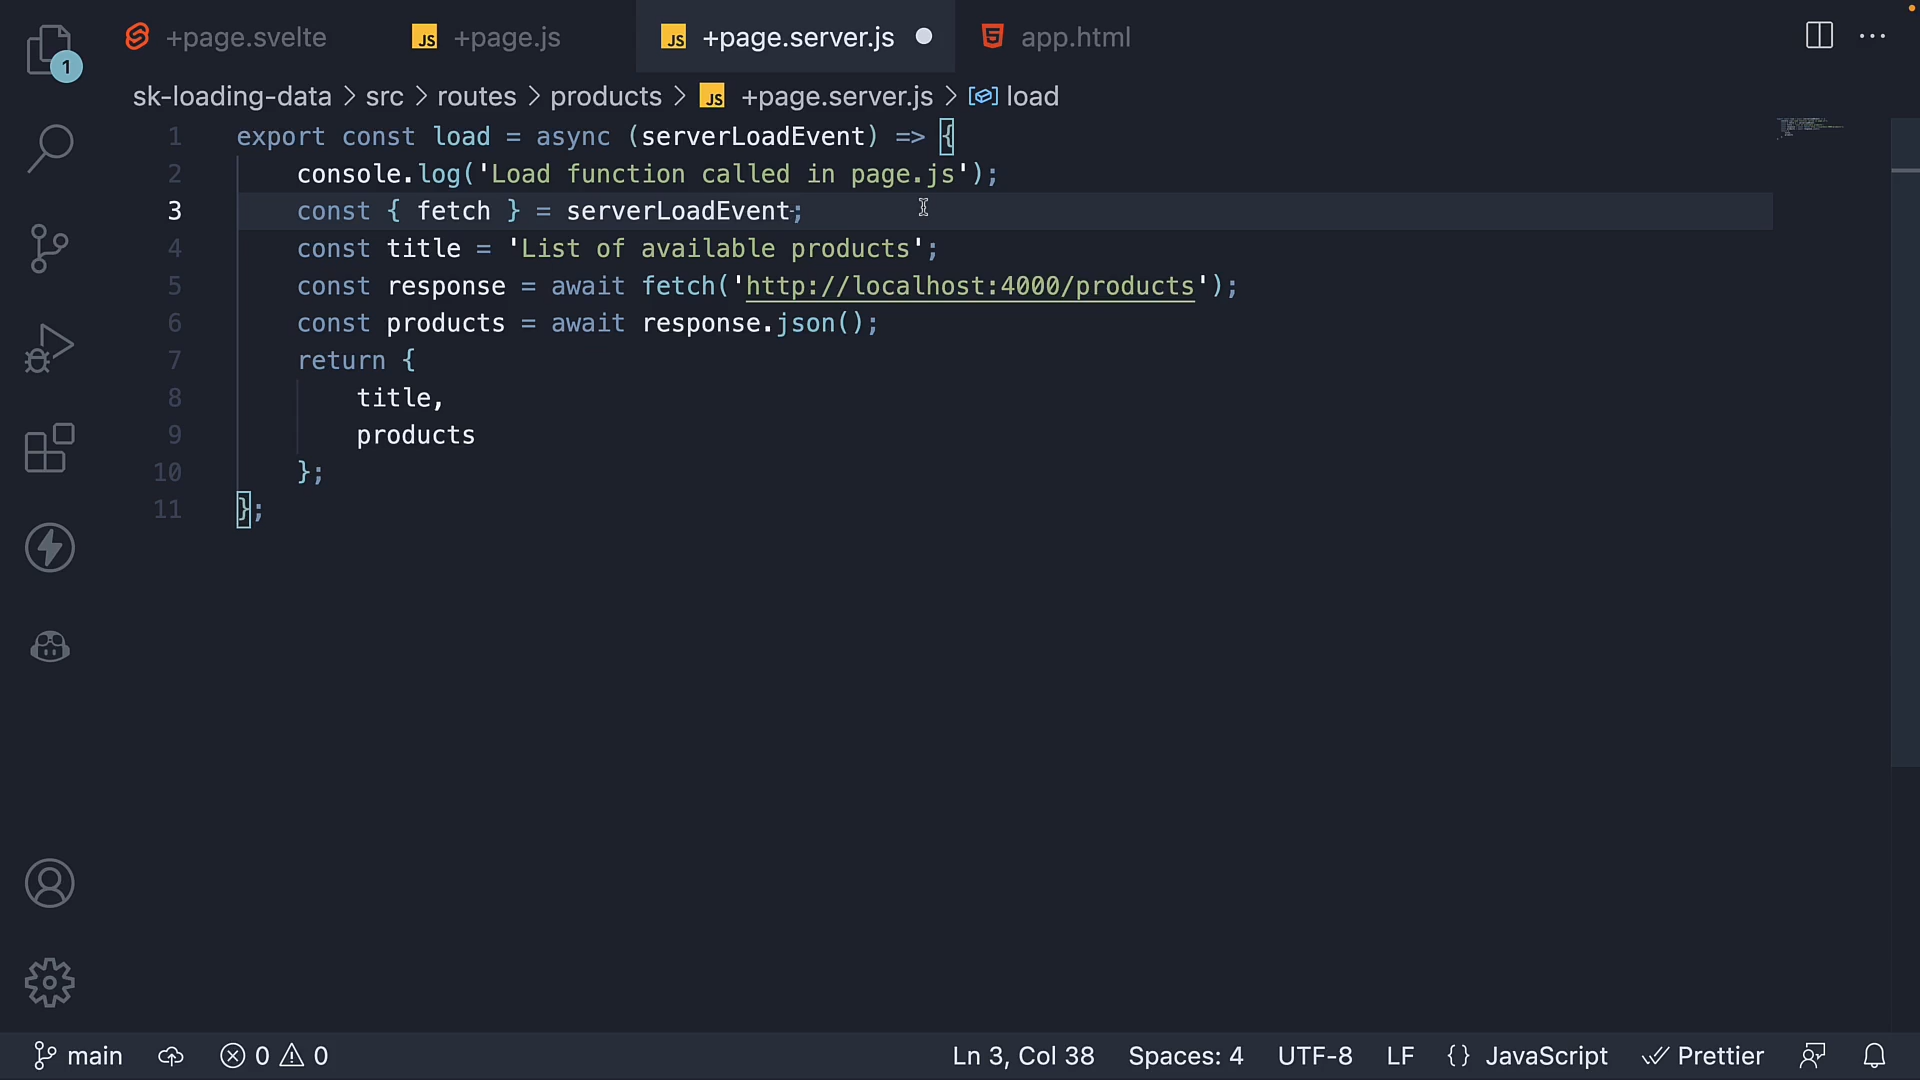 +page.svelte JS +page.js JS +page.server.js app.html
1
sk-loading-data > src > routes > products > JS +page.server.js > load
1 export const load = async (serverLoadEvent) => {
2 console.log('Load function called in page.js');
3 const { fetch } = serverLoadEvent;
4 const title = 'List of available products';
5 const response = await fetch('http://localhost:4000/products');
6 const products = await response.json();
7 return {
8 title,
9 products
10 };
11 };
main 0 0 Ln 3, Col 38 Spaces: 4 UTF-8 LF {} JavaScript Prettier